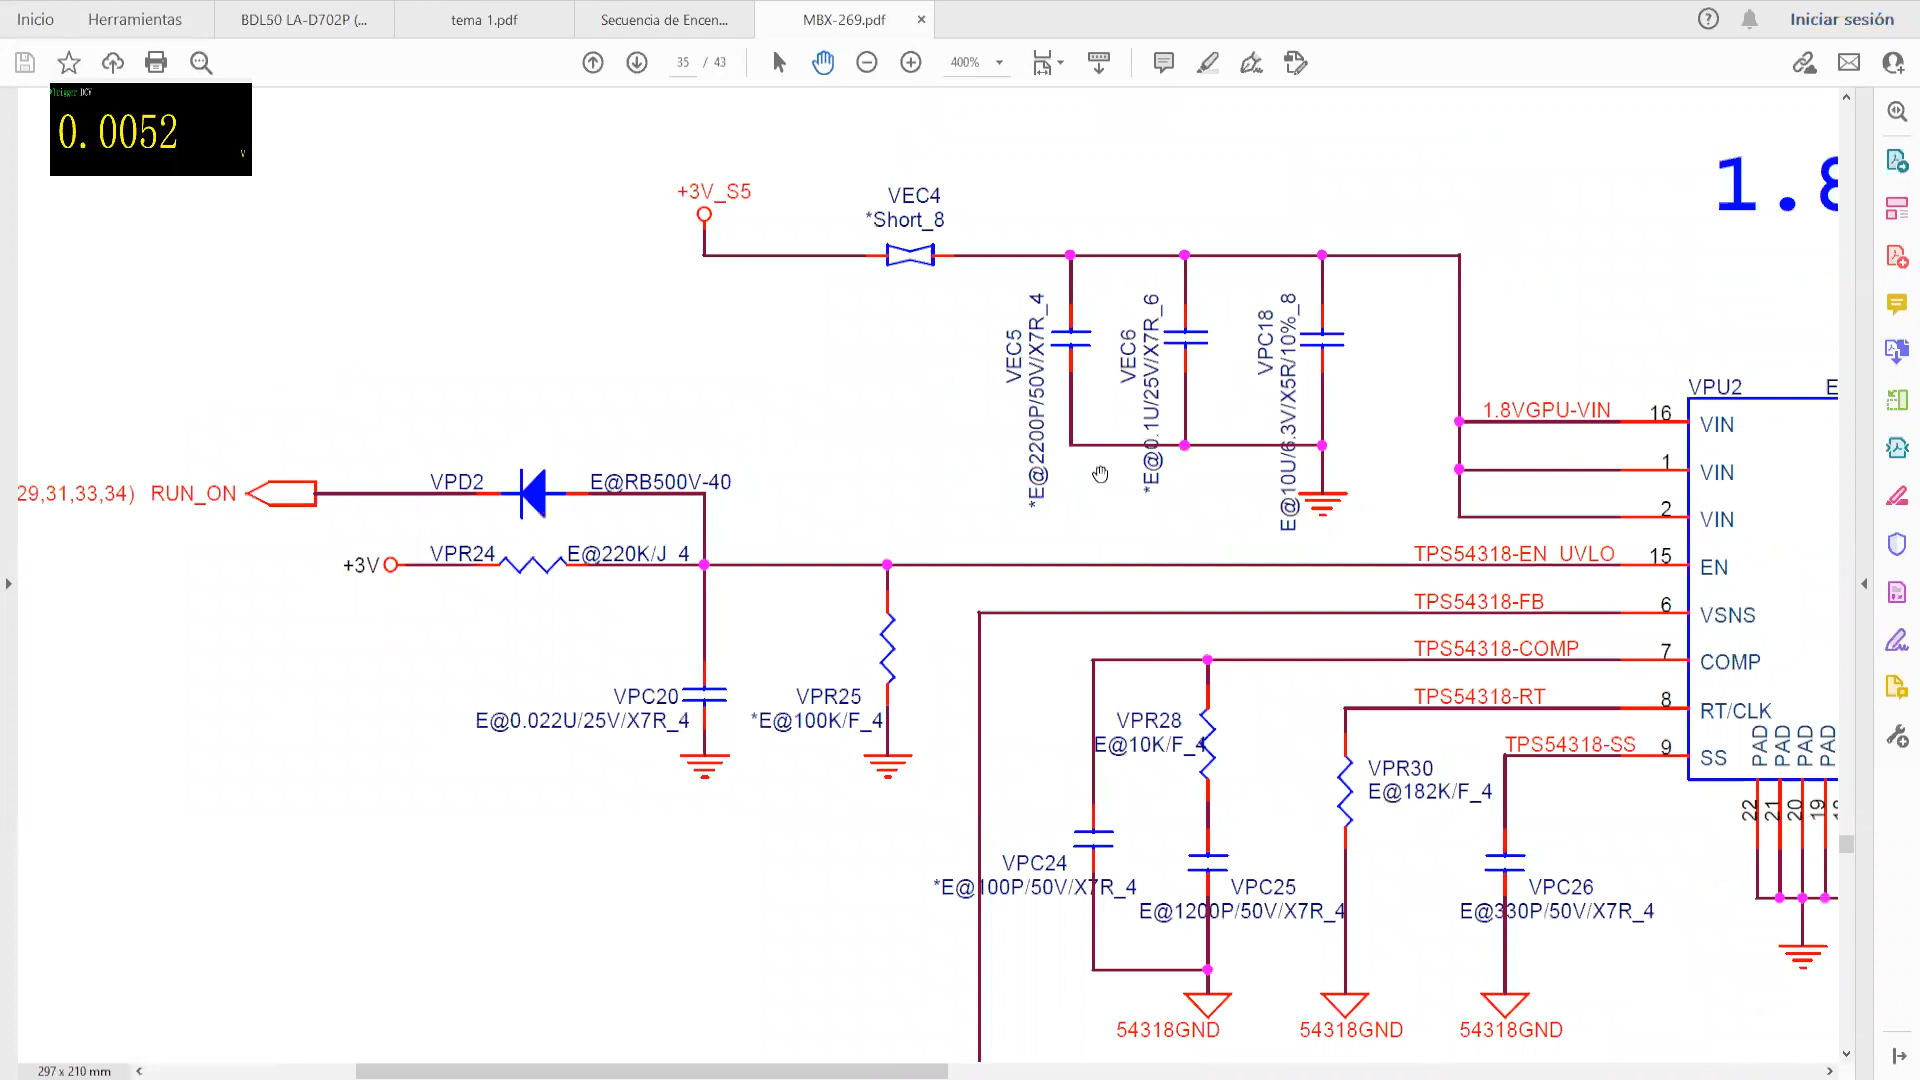 Inicio
Herramientas
BDL50 LA-D702P (...
tema 1.pdf
Secuencia de Encen...
MBX-269.pdf
Iniciar sesión
35 / 43
400%
Trigger DCV
0.0052
V
1.8
+3V_S5
VEC4
*Short_8
VEC5
*E@2200P/50V/X7R_4
VEC6
*E@0.1U/25V/X7R_6
VPC18
E@10U/6.3V/X5R/10%_8
VPU2
E
1.8VGPU-VIN 16 VIN
1 VIN
2 VIN
29,31,33,34) RUN_ON
VPD2
E@RB500V-40
+3V
VPR24
E@220K/J_4
TPS54318-EN_UVLO 15 EN
TPS54318-FB 6 VSNS
TPS54318-COMP 7 COMP
TPS54318-RT 8 RT/CLK
TPS54318-SS 9 SS
PAD PAD PAD PAD
22 21 20 19
VPC20
E@0.022U/25V/X7R_4
VPR25
*E@100K/F_4
VPR28
E@10K/F_4
VPR30
E@182K/F_4
VPC24
*E@100P/50V/X7R_4
VPC25
E@1200P/50V/X7R_4
VPC26
E@330P/50V/X7R_4
54318GND
54318GND
54318GND
297 x 210 mm